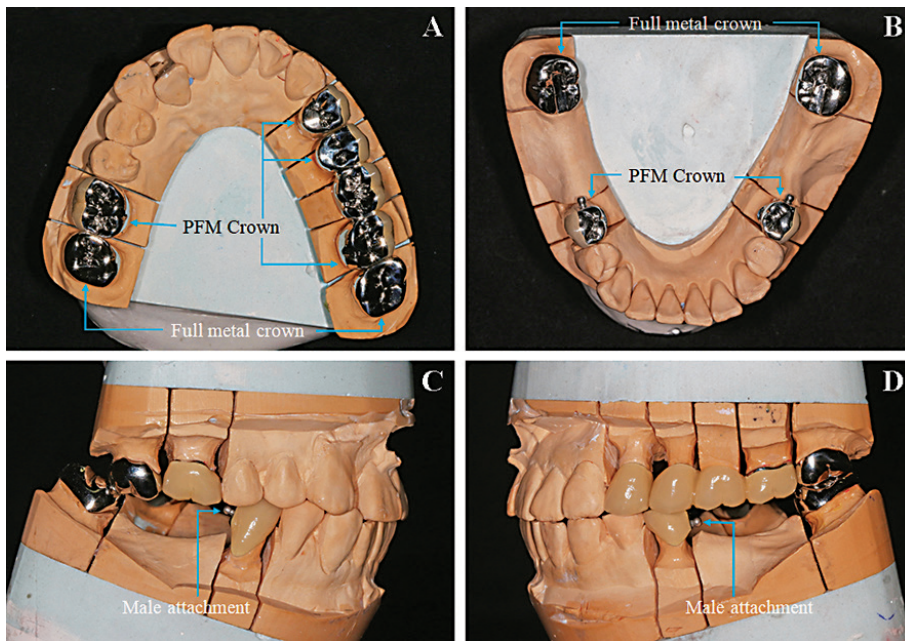 A
PFM Crown
Full metal crown
B
Full metal crown
PFM Crown
C
Male attachment
D
Male attachment